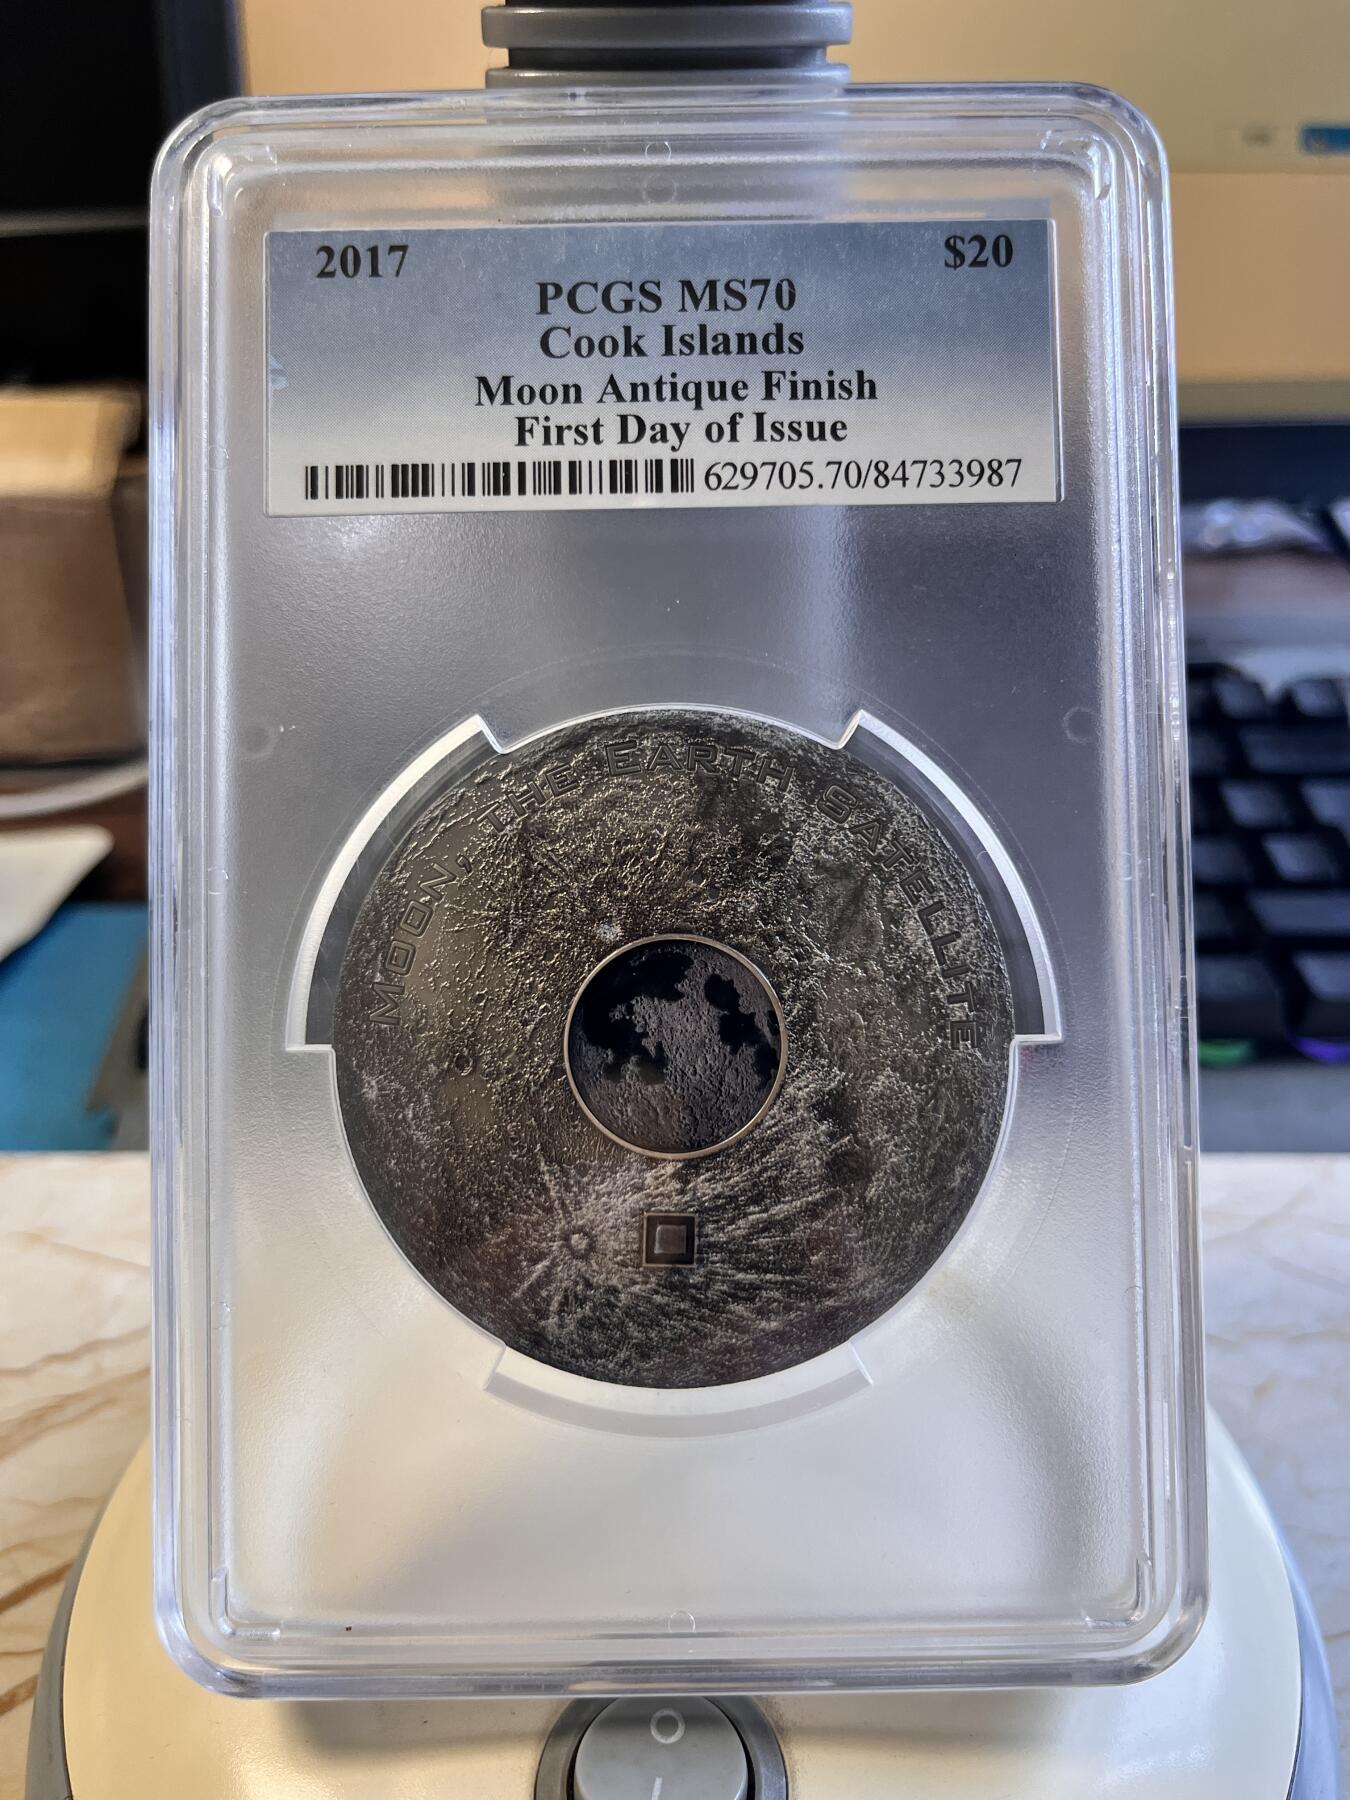 2017 $20
PCGS MS70
Cook Islands
Moon Antique Finish
First Day of Issue
629705.70/84733987
MOON, THE EARTH SATELLITE